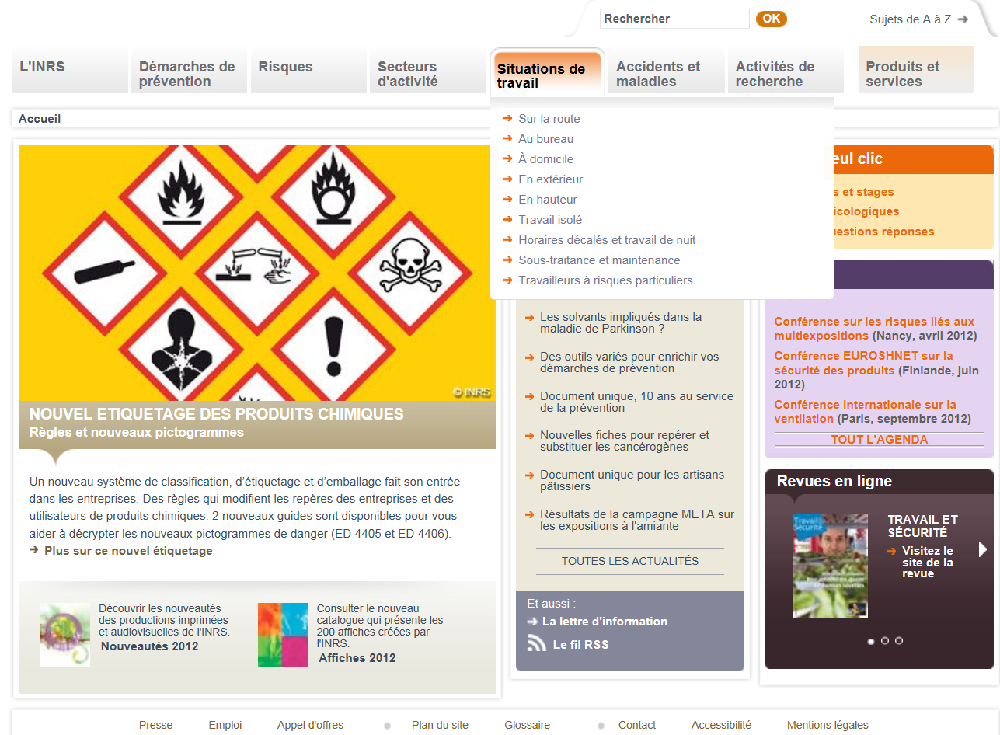 Rechercher
OK
Sujets de A à Z
L'INRS
Démarches de
prévention
Risques
Secteurs
d'activité
Situations de
travail
Accidents et
maladies
Activités de
recherche
Produits et
services
Accueil
Sur la route
Au bureau
À domicile
En extérieur
En hauteur
Travail isolé
Horaires décalés et travail de nuit
Sous-traitance et maintenance
Travailleurs à risques particuliers
© INRS
NOUVEL ETIQUETAGE DES PRODUITS CHIMIQUES
Règles et nouveaux pictogrammes
Un nouveau système de classification, d'étiquetage et d'emballage fait son entrée
dans les entreprises. Des règles qui modifient les repères des entreprises et des
utilisateurs de produits chimiques. 2 nouveaux guides sont disponibles pour vous
aider à décrypter les nouveaux pictogrammes de danger (ED 4405 et ED 4406).
Plus sur ce nouvel étiquetage
Découvrir les nouveautés
des productions imprimées
et audiovisuelles de l'INRS.
Nouveautés 2012
Consulter le nouveau
catalogue qui présente les
200 affiches créées par
l'INRS.
Affiches 2012
Les solvants impliqués dans la
maladie de Parkinson ?
Des outils variés pour enrichir vos
démarches de prévention
Document unique, 10 ans au service
de la prévention
Nouvelles fiches pour repérer et
substituer les cancérogènes
Document unique pour les artisans
pâtissiers
Résultats de la campagne META sur
les expositions à l'amiante
TOUTES LES ACTUALITÉS
Et aussi :
La lettre d'information
Le fil RSS
eul clic
s et stages
icologiques
uestions réponses
Conférence sur les risques liés aux
multiexpositions (Nancy, avril 2012)
Conférence EUROSHNET sur la
sécurité des produits (Finlande, juin
2012)
Conférence internationale sur la
ventilation (Paris, septembre 2012)
TOUT L'AGENDA
Revues en ligne
Travail
Sécurité
TRAVAIL ET
SÉCURITÉ
Visitez le
site de la
revue
Presse
Emploi
Appel d'offres
Plan du site
Glossaire
Contact
Accessibilité
Mentions légales